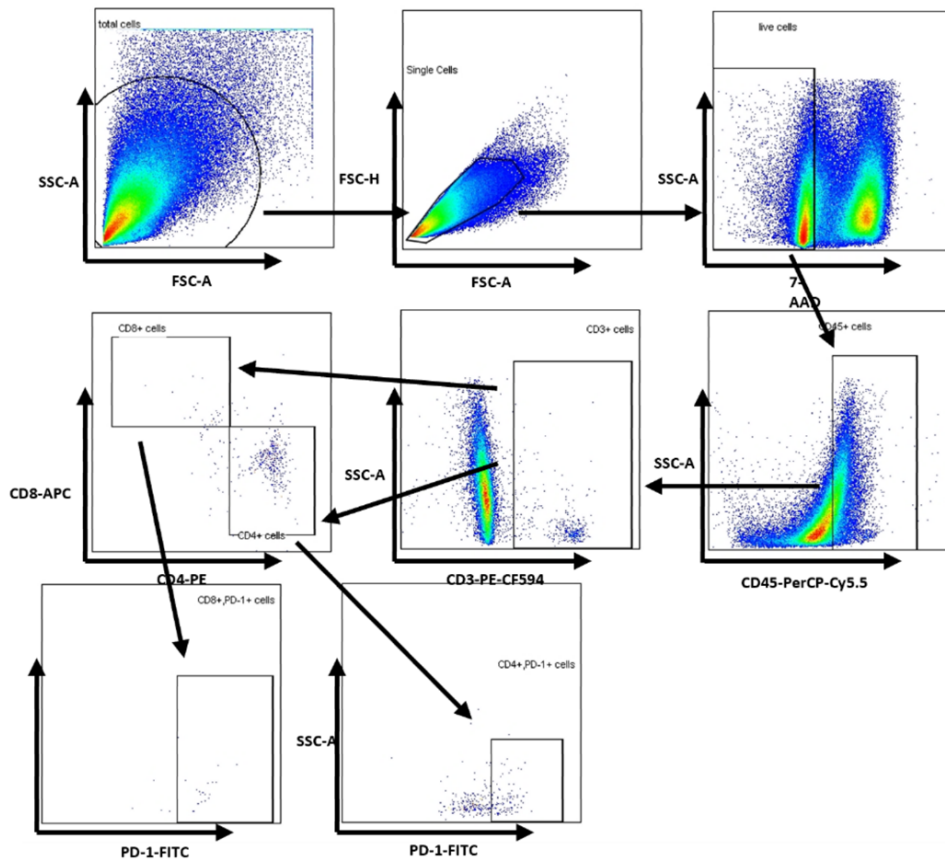 total cells
SSC-A
FSC-A
Single Cells
FSC-H
FSC-A
live cells
SSC-A
7-
AAD
CD8+ cells
CD8-APC
CD4+ cells
CD4-PE
CD3+ cells
SSC-A
CD3-PE-CF594
CD45+ cells
SSC-A
CD45-PerCP-Cy5.5
CD8+,PD-1+ cells
PD-1-FITC
CD4+,PD-1+ cells
SSC-A
PD-1-FITC